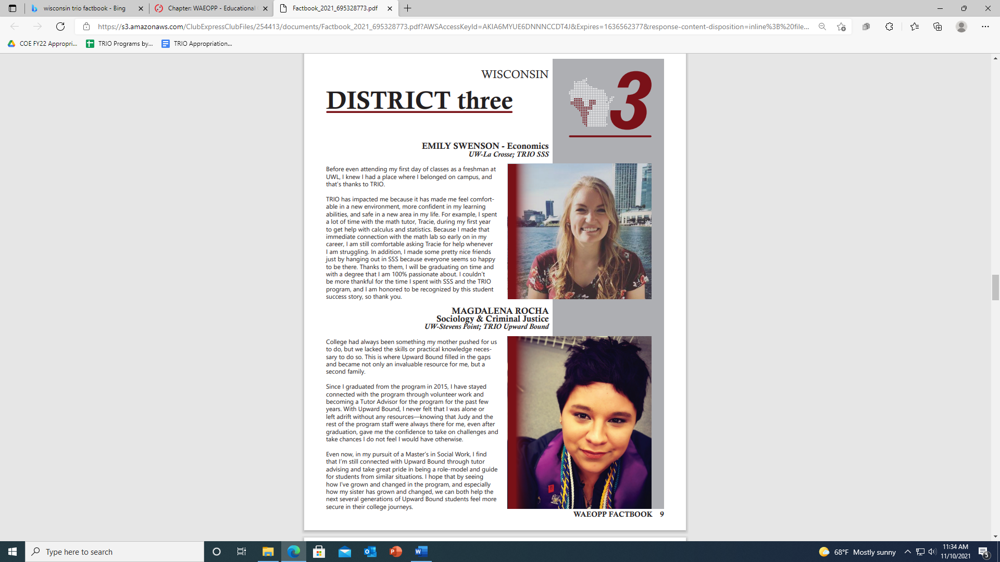 wisconsin trio factbook - Bing
Chapter: WAEOPP - Educational
Factbook_2021_695328773.pdf
https://s3.amazonaws.com/ClubExpressClubFiles/254413/documents/Factbook_2021_695328773.pdf?AWSAccessKeyId=AKIA6MYUE6DNNNCCDT4J&Expires=1636562377&response-content-disposition=inline%3B%20file...
COE FY22 Appropri...
TRIO Programs by...
TRIO Appropriation...
WISCONSIN
DISTRICT three
3
EMILY SWENSON - Economics
UW-La Crosse; TRIO SSS
Before even attending my first day of classes as a freshman at
UWL, I knew I had a place where I belonged on campus, and
that's thanks to TRIO.
TRIO has impacted me because it has made me feel comfort-
able in a new environment, more confident in my learning
abilities, and safe in a new area in my life. For example, I spent
a lot of time with the math tutor, Tracie, during my first year
to get help with calculus and statistics. Because I made that
immediate connection with the math lab so early on in my
career, I am still comfortable asking Tracie for help whenever
I am struggling. In addition, I made some pretty nice friends
just by hanging out in SSS because everyone seems so happy
to be there. Thanks to them, I will be graduating on time and
with a degree that I am 100% passionate about. I couldn't
be more thankful for the time I spent with SSS and the TRIO
program, and I am honored to be recognized by this student
success story, so thank you.
MAGDALENA ROCHA
Sociology & Criminal Justice
UW-Stevens Point; TRIO Upward Bound
College had always been something my mother pushed for us
to do, but we lacked the skills or practical knowledge neces-
sary to do so. This is where Upward Bound filled in the gaps
and became not only an invaluable resource for me, but a
second family.
Since I graduated from the program in 2015, I have stayed
connected with the program through volunteer work and
becoming a Tutor Advisor for the program for the past few
years. With Upward Bound, I never felt that I was alone or
left adrift without any resources—knowing that Judy and the
rest of the program staff were always there for me, even after
graduation, gave me the confidence to take on challenges and
take chances I do not feel I would have otherwise.
Even now, in my pursuit of a Master's in Social Work, I find
that I'm still connected with Upward Bound through tutor
advising and take great pride in being a role-model and guide
for students from similar situations. I hope that by seeing
how I've grown and changed in the program, and especially
how my sister has grown and changed, we can both help the
next several generations of Upward Bound students feel more
secure in their college journeys.
WAEOPP FACTBOOK 9
Type here to search
68°F Mostly sunny
11:34 AM
11/10/2021
5